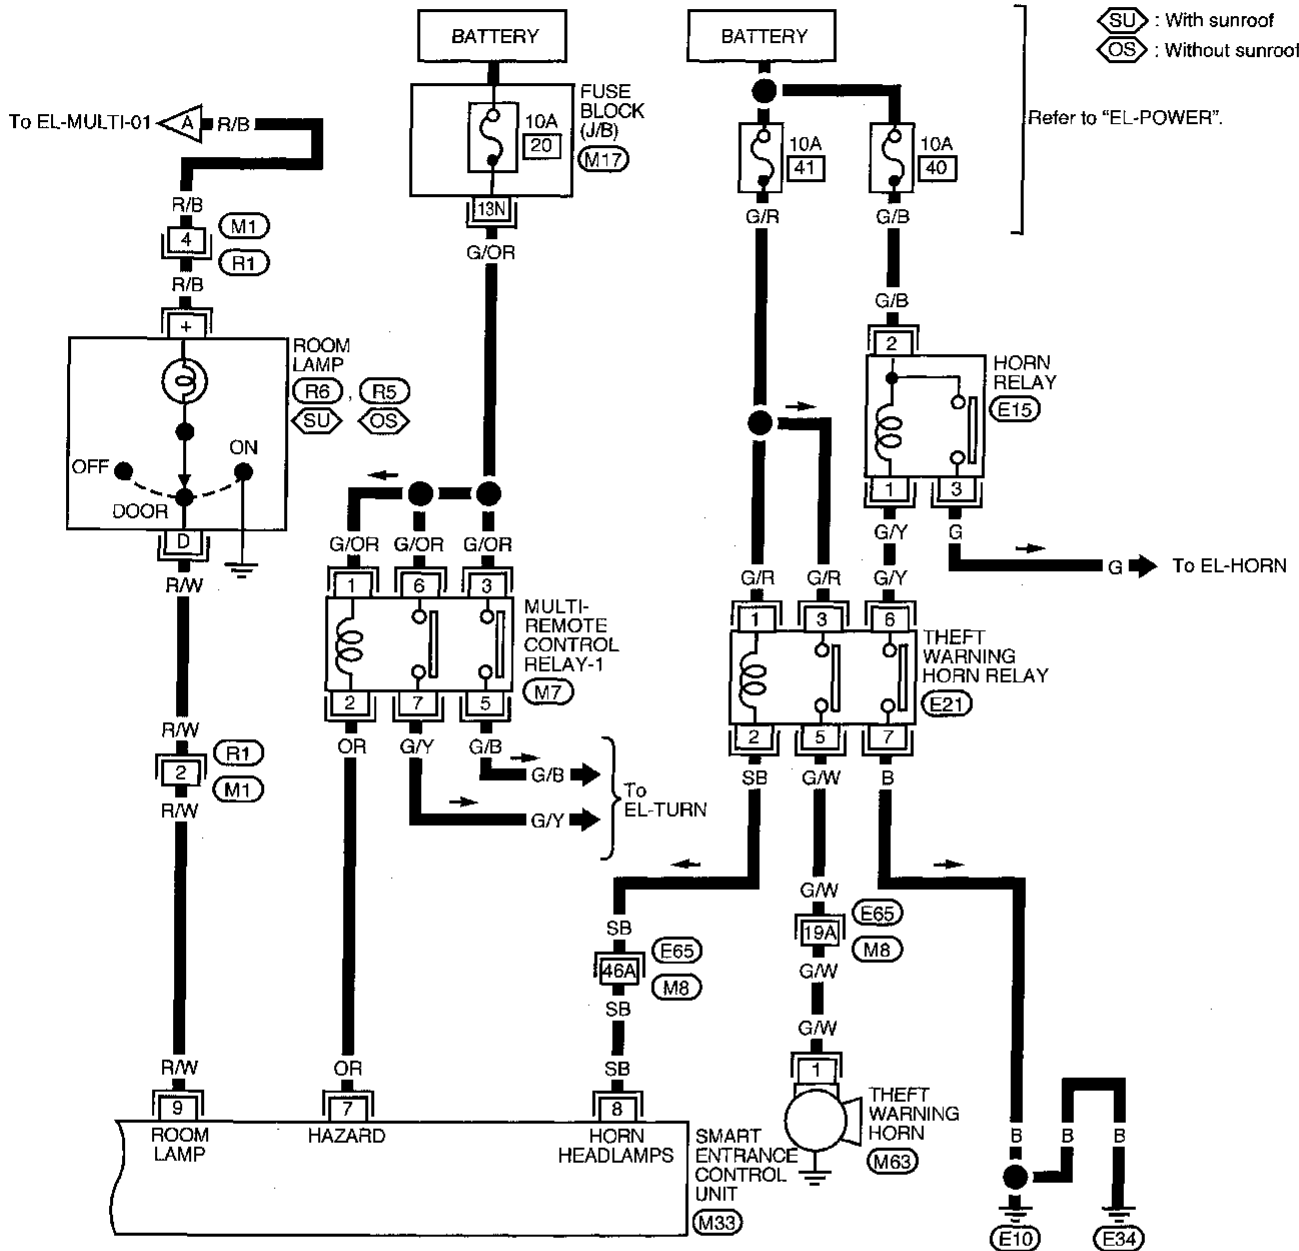 BATTERY
BATTERY
SU : With sunroof
OS : Without sunroof
FUSE
BLOCK
(J/B)
M17
10A
20
10A
41
10A
40
Refer to "EL-POWER".
To EL-MULTI-01
A
R/B
R/B
4
M1
R1
R/B
13N
G/OR
G/R
G/B
G/B
+
ROOM
LAMP
R6 , R5
SU OS
OFF
ON
DOOR
D
R/W
2
HORN
RELAY
E15
1
3
G/Y
G
G
To EL-HORN
G/OR
G/OR
G/OR
1
6
3
MULTI-
REMOTE
CONTROL
RELAY-1
M7
2
7
5
OR
G/Y
G/B
G/B
G/Y
To
EL-TURN
G/R
G/R
G/Y
1
3
6
THEFT
WARNING
HORN RELAY
E21
2
5
7
SB
G/W
B
R/W
R1
2
M1
R/W
G/W
E65
19A
M8
G/W
G/W
SB
E65
46A
M8
SB
SB
R/W
OR
9
7
8
1
ROOM
LAMP
HAZARD
HORN
HEADLAMPS
SMART
ENTRANCE
CONTROL
UNIT
M33
THEFT
WARNING
HORN
M63
B
B
B
E10
E34